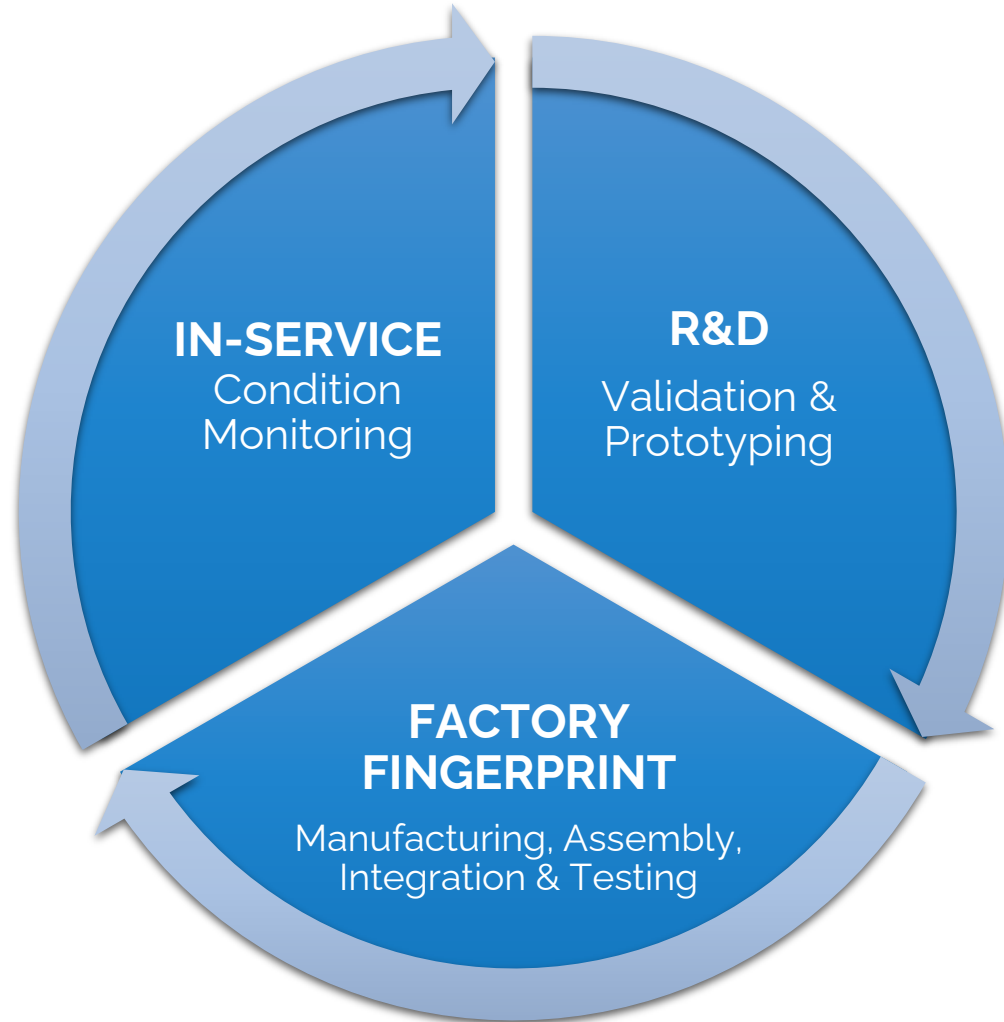 IN-SERVICE
Condition
Monitoring
R&D
Validation &
Prototyping
FACTORY
FINGERPRINT
Manufacturing, Assembly,
Integration & Testing